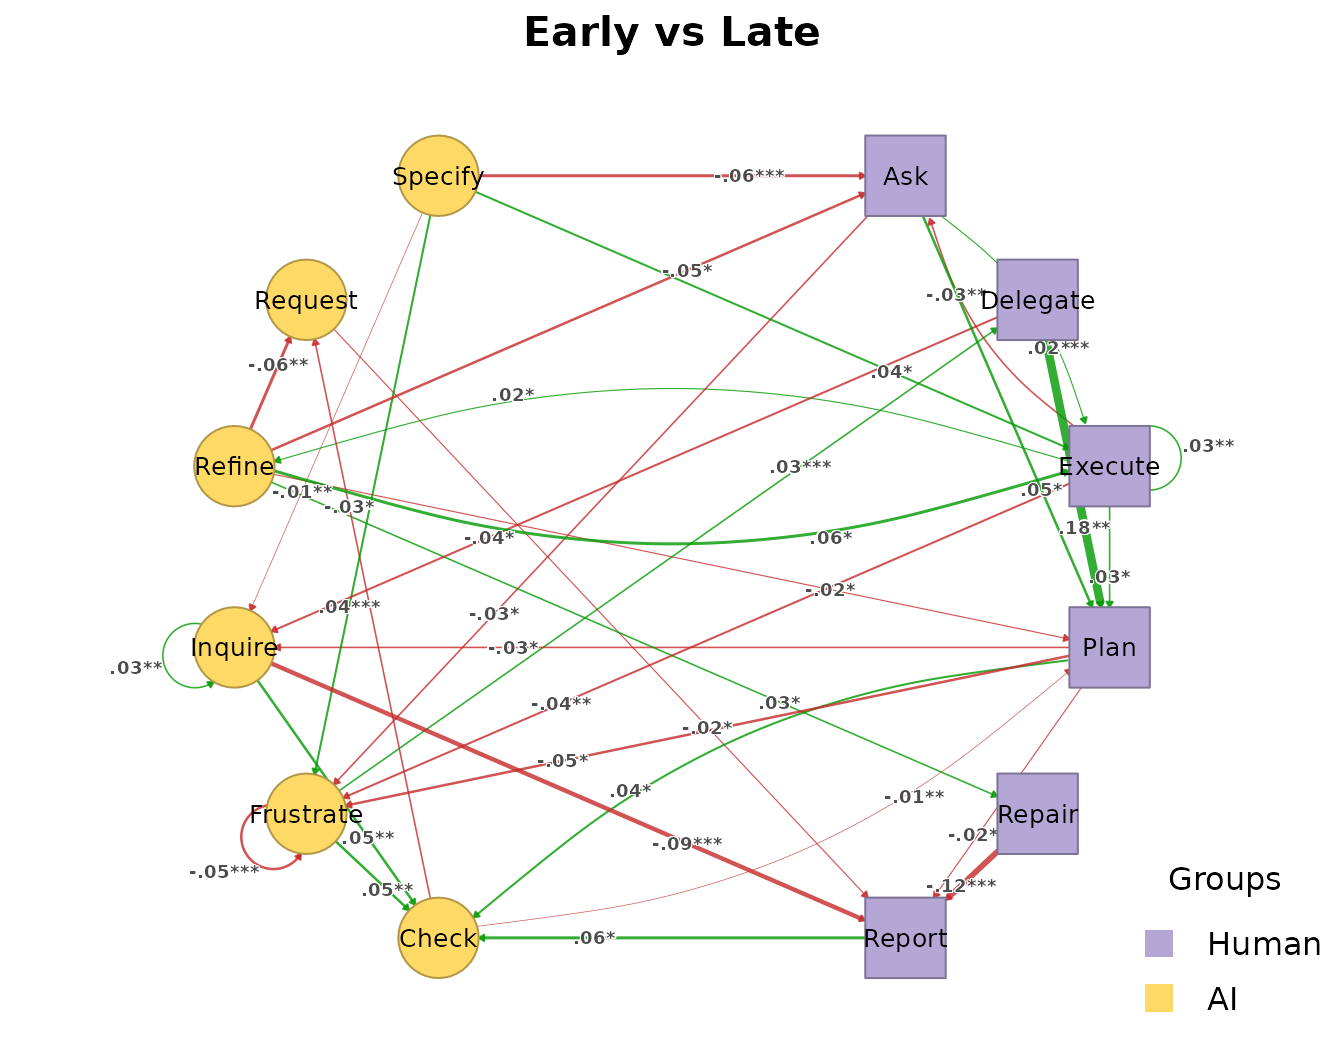 Early vs Late
Specify
-.06***
Ask
-.05*
-.03**
Request
Delegate
.02***
-.06**
.04*
.02*
.03**
Refine
.03***
Execute
-.01**
-.03*
.05*
.18**
-.04*
.06*
.03*
-.02*
.04***
-.03*
Inquire
-.03*
Plan
.03**
-.04**
.03*
-.02*
-.05*
.04*
-.01**
Frustrate
Repair
.05**
-.02*
-.09***
-.05***
.05**
-.12***
Check
.06*
Report
Groups
Human
AI